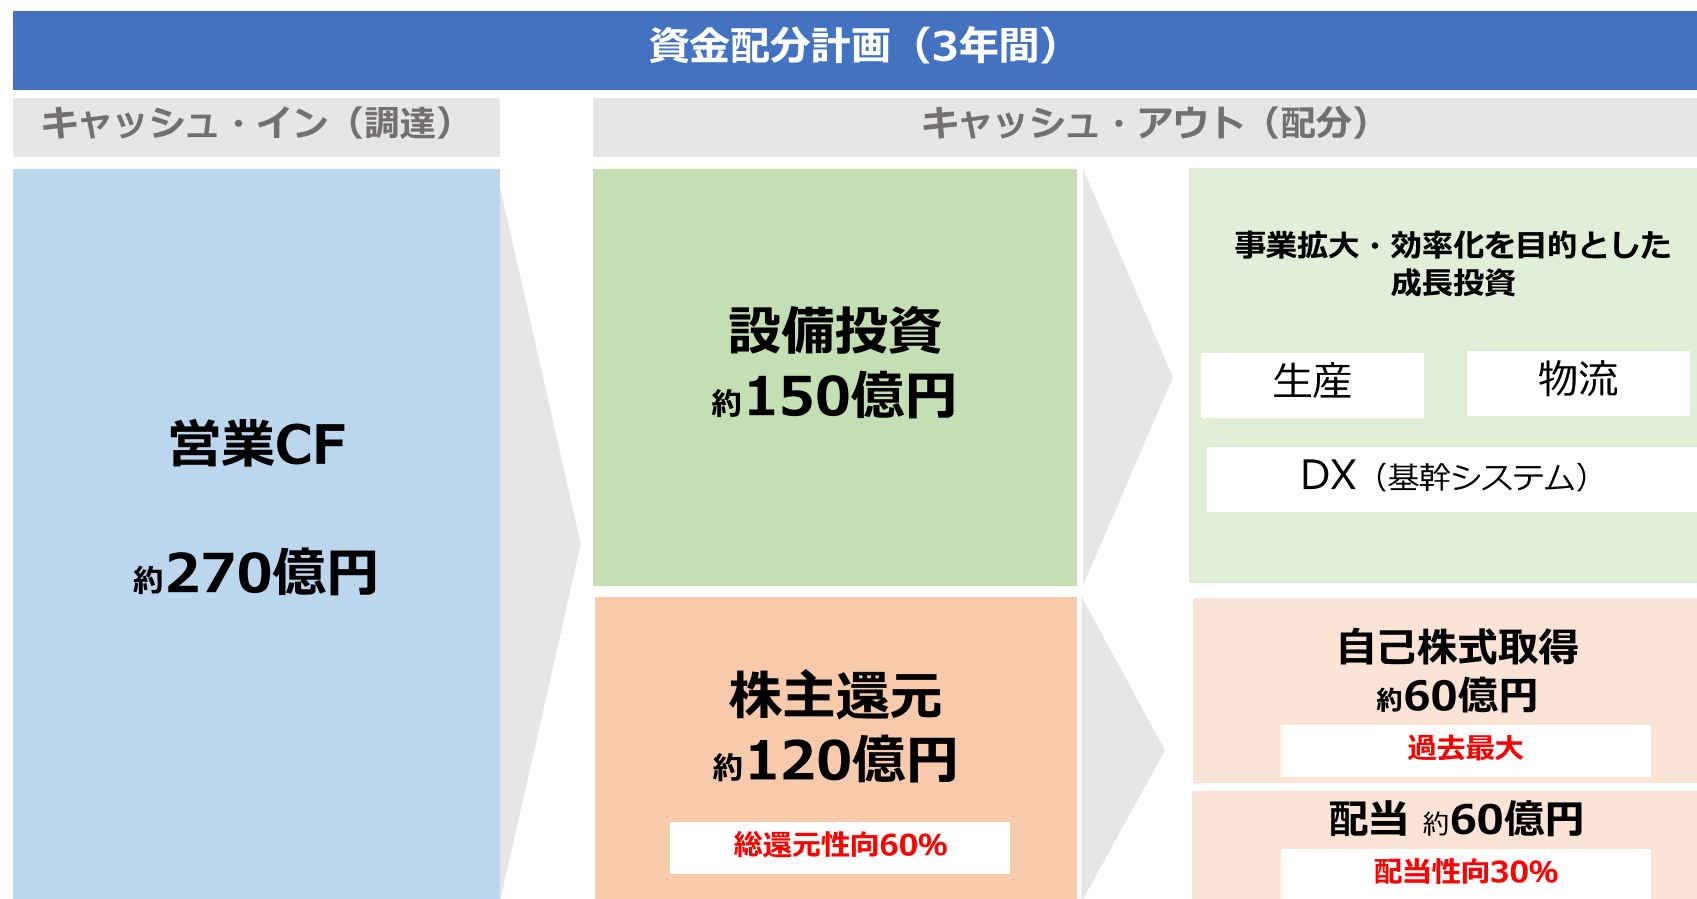 資金配分計画（3年間）
キャッシュ・イン（調達）
キャッシュ・アウト（配分）
営業CF
約270億円
設備投資
約150億円
事業拡大・効率化を目的とした
成長投資
生産
物流
DX（基幹システム）
株主還元
約120億円
総還元性向60%
自己株式取得
約60億円
過去最大
配当 約60億円
配当性向30%